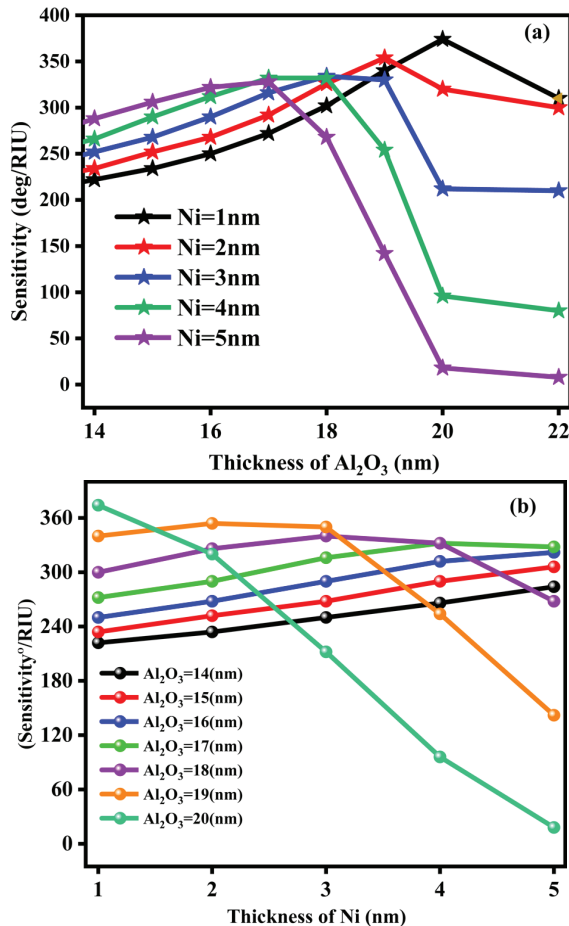 (a)
400
350
300
250
200
150
100
50
0
Sensitivity (deg/RIU)
Ni=1nm
Ni=2nm
Ni=3nm
Ni=4nm
Ni=5nm
14 16 18 20 22
Thickness of Al₂O₃ (nm)
(b)
360
300
240
180
120
60
0
(Sensitivityº/RIU)
Al₂O₃=14(nm)
Al₂O₃=15(nm)
Al₂O₃=16(nm)
Al₂O₃=17(nm)
Al₂O₃=18(nm)
Al₂O₃=19(nm)
Al₂O₃=20(nm)
1 2 3 4 5
Thickness of Ni (nm)